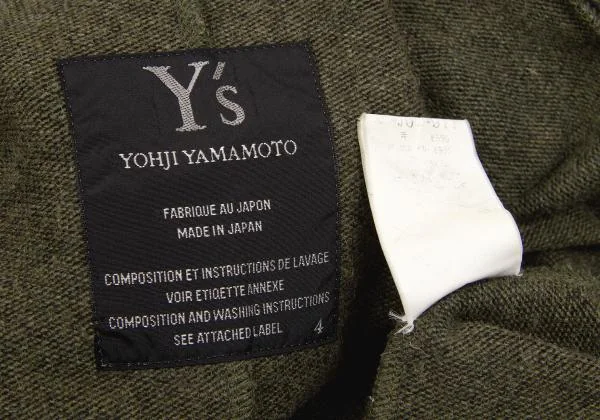 Y's
YOHJI YAMAMOTO
FABRIQUE AU JAPON
MADE IN JAPAN
COMPOSITION ET INSTRUCTIONS DE LAVAGE
VOIR ETIQETTE ANNEXE
COMPOSITION AND WASHING INSTRUCTIONS
SEE ATTACHED LABEL 4